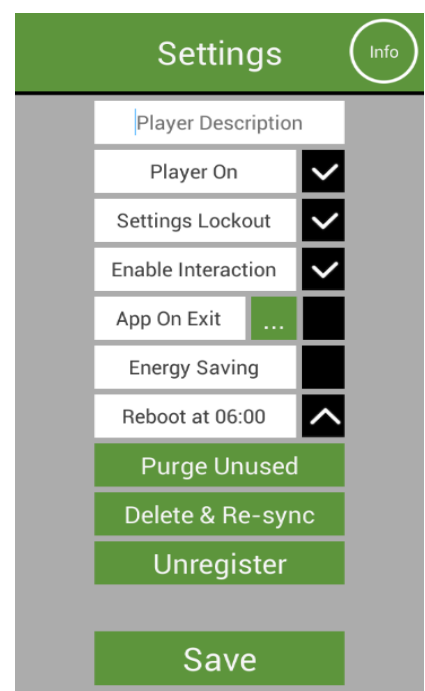 Settings
Info
Player Description
Player On
Settings Lockout
Enable Interaction
App On Exit
...
Energy Saving
Reboot at 06:00
Purge Unused
Delete & Re-sync
Unregister
Save